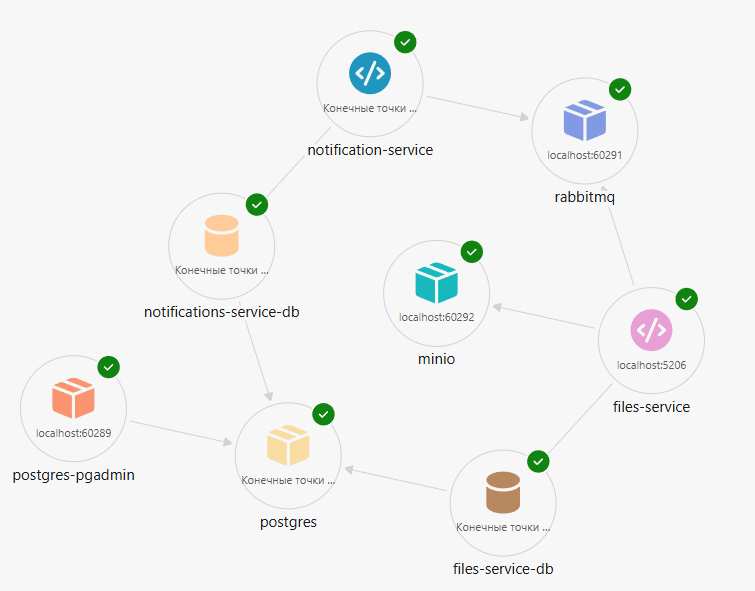 Конечные точки ...
notification-service
localhost:60291
rabbitmq
Конечные точки ...
notifications-service-db
localhost:60292
minio
localhost:5206
files-service
localhost:60289
postgres-pgadmin
Конечные точки ...
postgres
Конечные точки ...
files-service-db